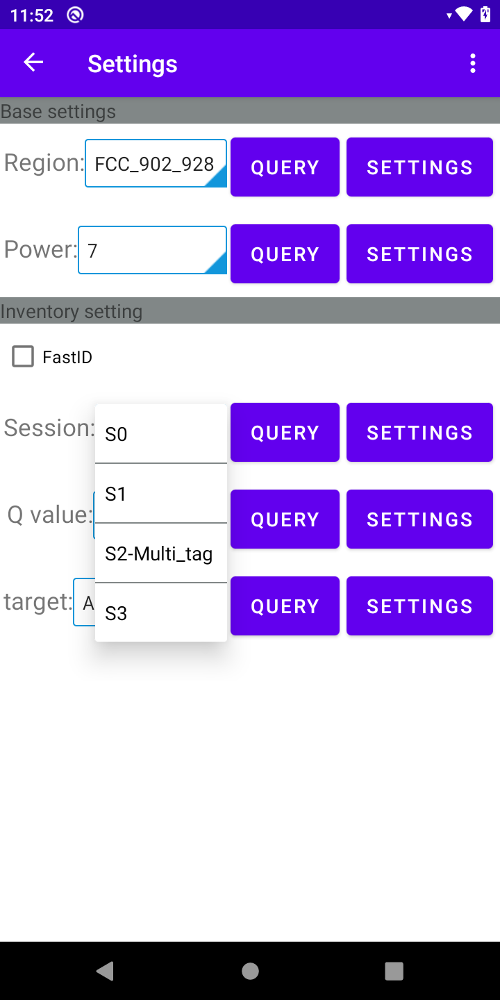 11:52
Settings
Base settings
Region: FCC_902_928 QUERY SETTINGS
Power: 7 QUERY SETTINGS
Inventory setting
FastID
Session: S0 QUERY SETTINGS
S1
Q value: QUERY SETTINGS
S2-Multi_tag
target: A S3 QUERY SETTINGS